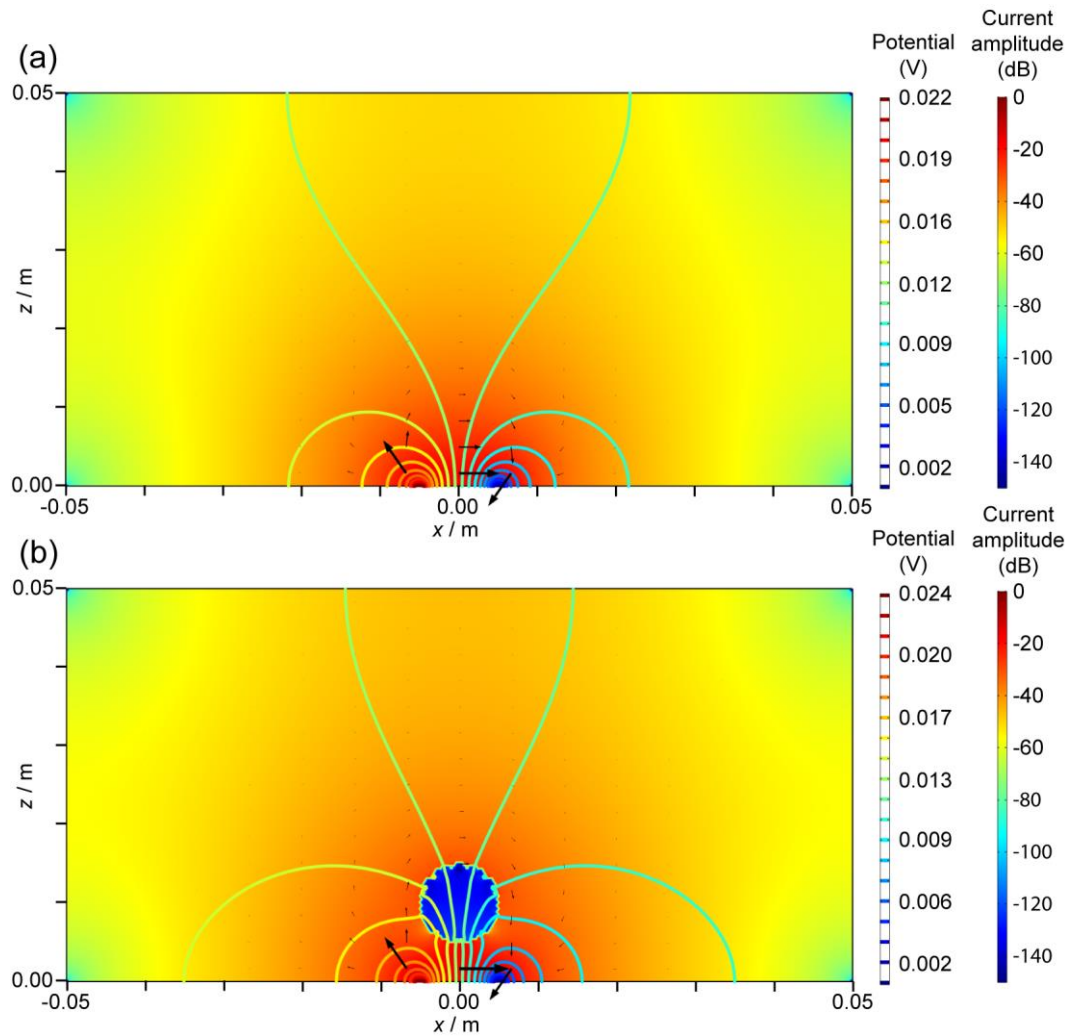 (a)
Potential
(V)
Current
amplitude
(dB)
0.05
z / m
0.00
-0.05
0.00
0.05
x / m
0.022
0.019
0.016
0.012
0.009
0.005
0.002
0
-20
-40
-60
-80
-100
-120
-140
(b)
Potential
(V)
Current
amplitude
(dB)
0.05
z / m
0.00
-0.05
0.00
0.05
x / m
0.024
0.020
0.017
0.013
0.009
0.006
0.002
0
-20
-40
-60
-80
-100
-120
-140